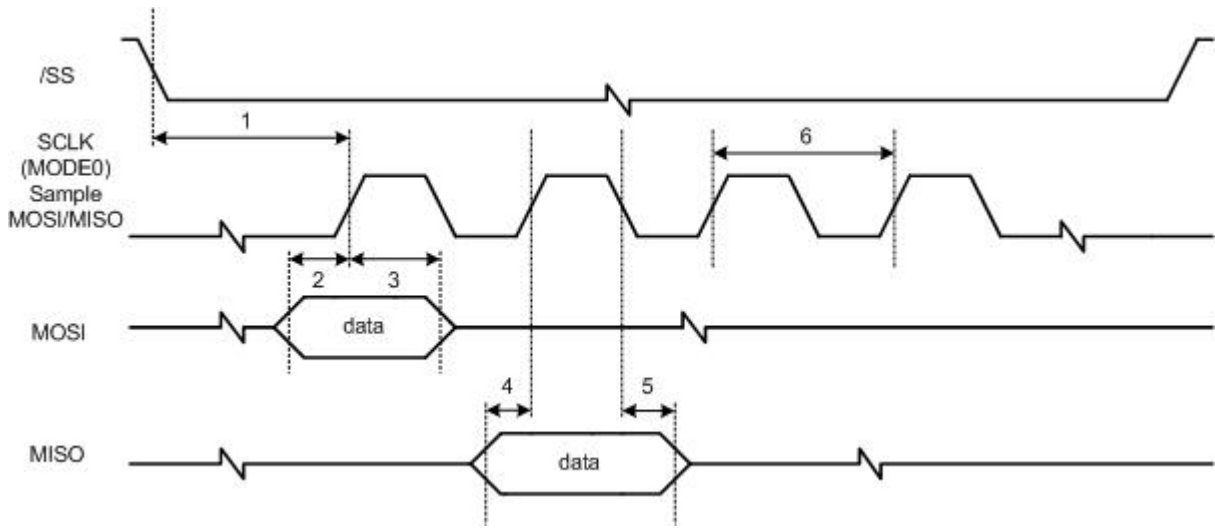 /SS
1
SCLK
(MODE0)
Sample
MOSI/MISO
6
2
3
MOSI
data
4
5
MISO
data